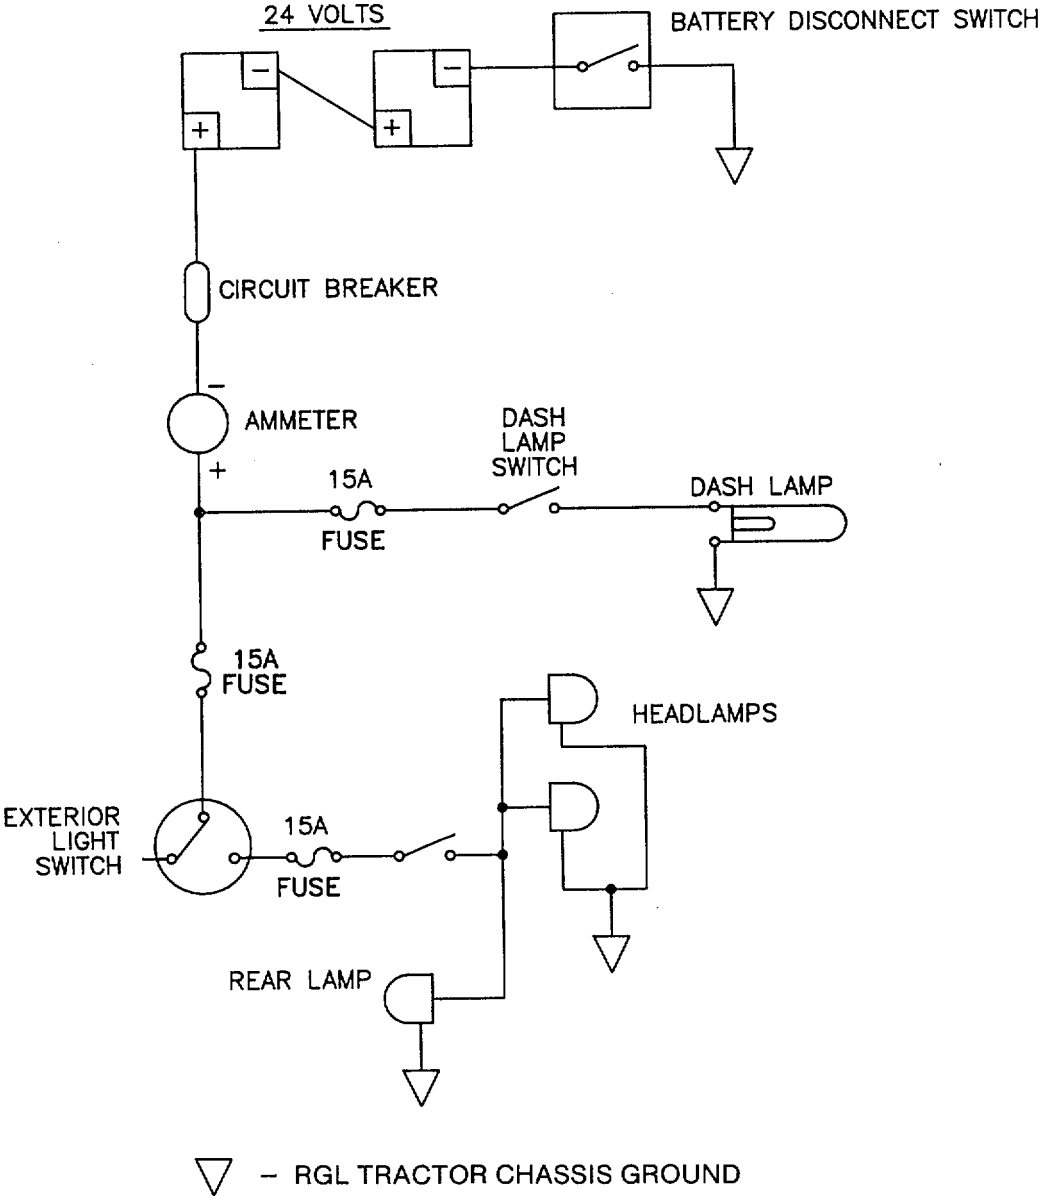 24 VOLTS
BATTERY DISCONNECT SWITCH
−
−
+
+
CIRCUIT BREAKER
−
AMMETER
+
DASH
LAMP
SWITCH
15A
FUSE
DASH LAMP
15A
FUSE
HEADLAMPS
EXTERIOR
LIGHT
SWITCH
15A
FUSE
REAR LAMP
– RGL TRACTOR CHASSIS GROUND